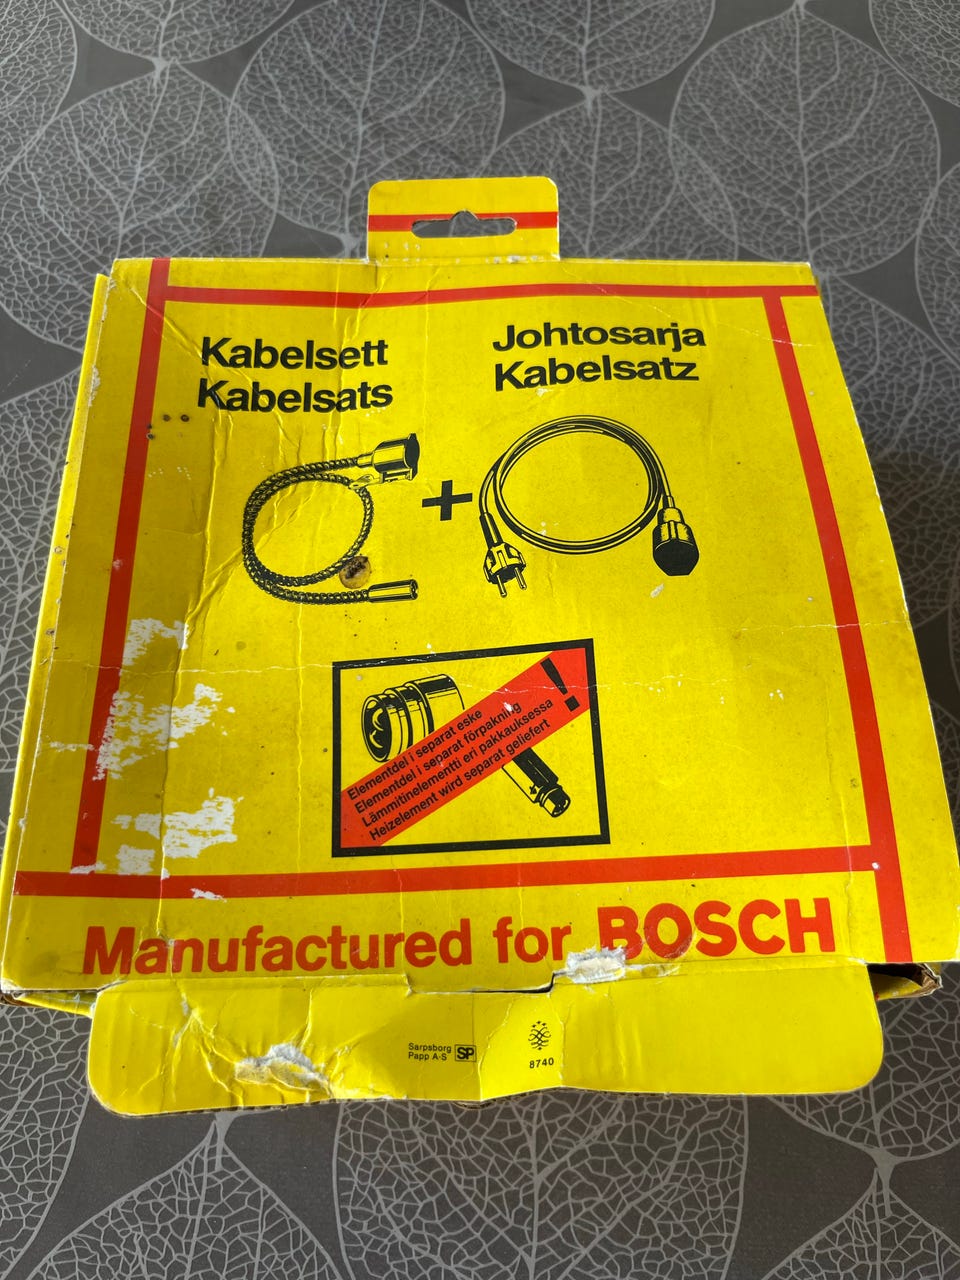 Kabelsett
Kabelsats
Johtosarja
Kabelsatz
+
Elementdel i separat eske
Elementdel i separat förpakning
Lämmitinelementti eri pakkauksessa
Heizelement wird separat geliefert
!
Manufactured for BOSCH
Sarpsborg
Papp A·S SP
8740